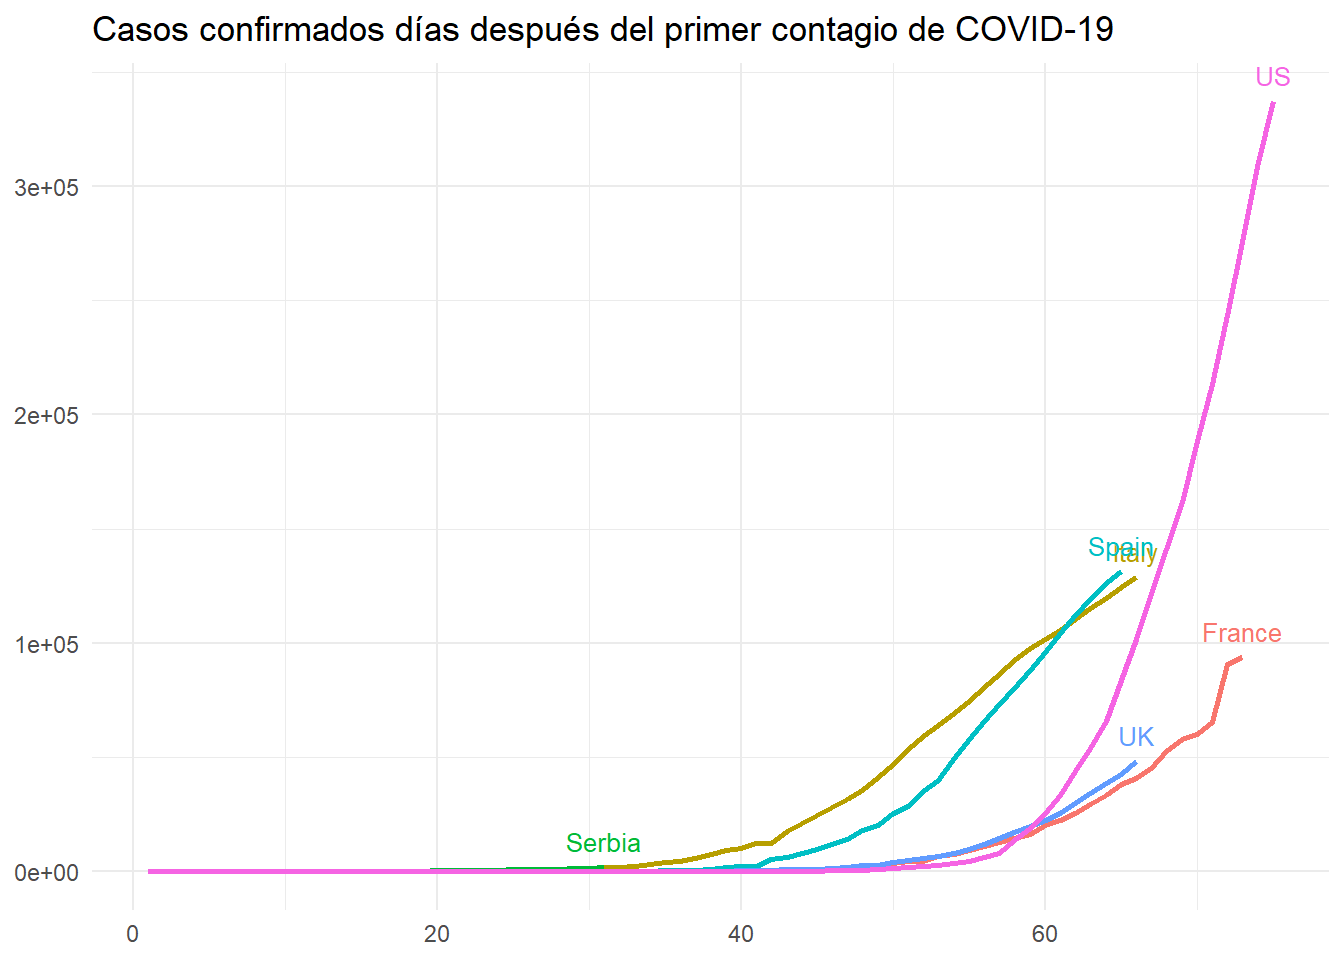 Casos confirmados días después del primer contagio de COVID-19
US
3e+05
2e+05
Spain
Italy
1e+05
France
UK
Serbia
0e+00
0 20 40 60